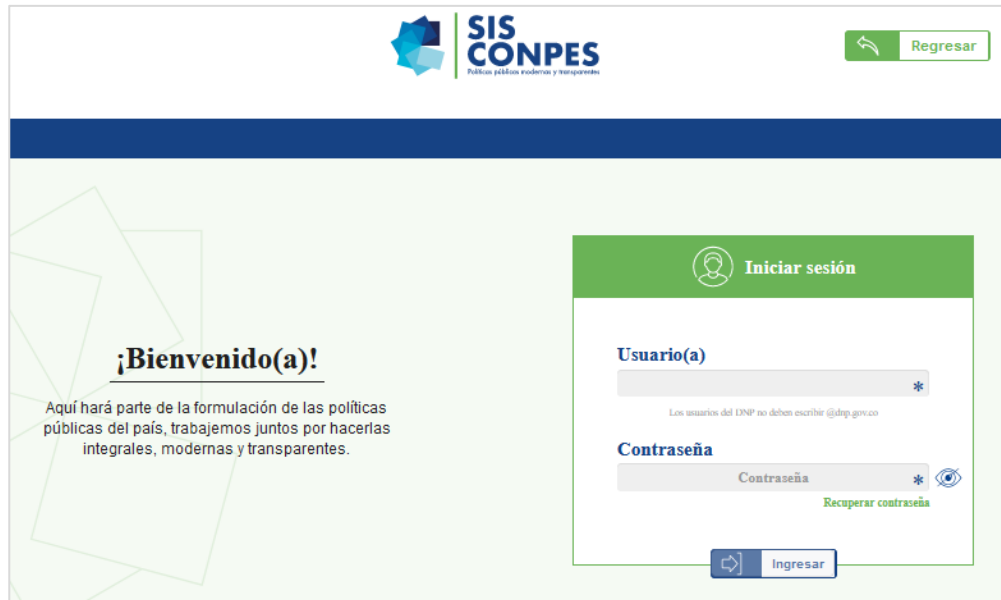 SIS
CONPES
Políticas públicas modernas y transparentes
Regresar
¡Bienvenido(a)!
Aquí hará parte de la formulación de las políticas
públicas del país, trabajemos juntos por hacerlas
integrales, modernas y transparentes.
Iniciar sesión
Usuario(a)
*
Los usuarios del DNP no deben escribir @dnp.gov.co
Contraseña
Contraseña *
Recuperar contraseña
Ingresar